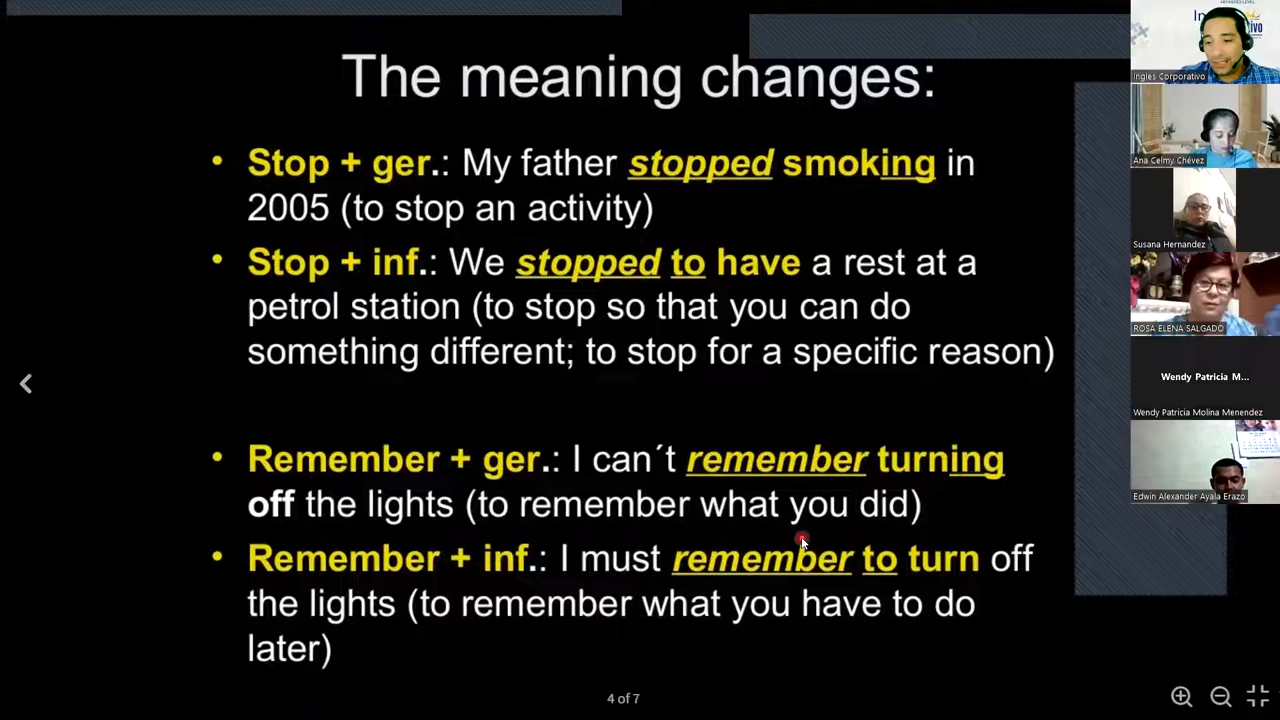 The meaning changes:
• Stop + ger.: My father stopped smoking in
2005 (to stop an activity)
• Stop + inf.: We stopped to have a rest at a
petrol station (to stop so that you can do
something different; to stop for a specific reason)
• Remember + ger.: I can´t remember turning
off the lights (to remember what you did)
• Remember + inf.: I must remember to turn off
the lights (to remember what you have to do
later)
4 of 7
Ingles Corporativo
Ana Celmy Chévez
Susana Hernandez
ROSA ELENA SALGADO
Wendy Patricia M...
Wendy Patricia Molina Menendez
Edwin Alexander Ayala Erazo